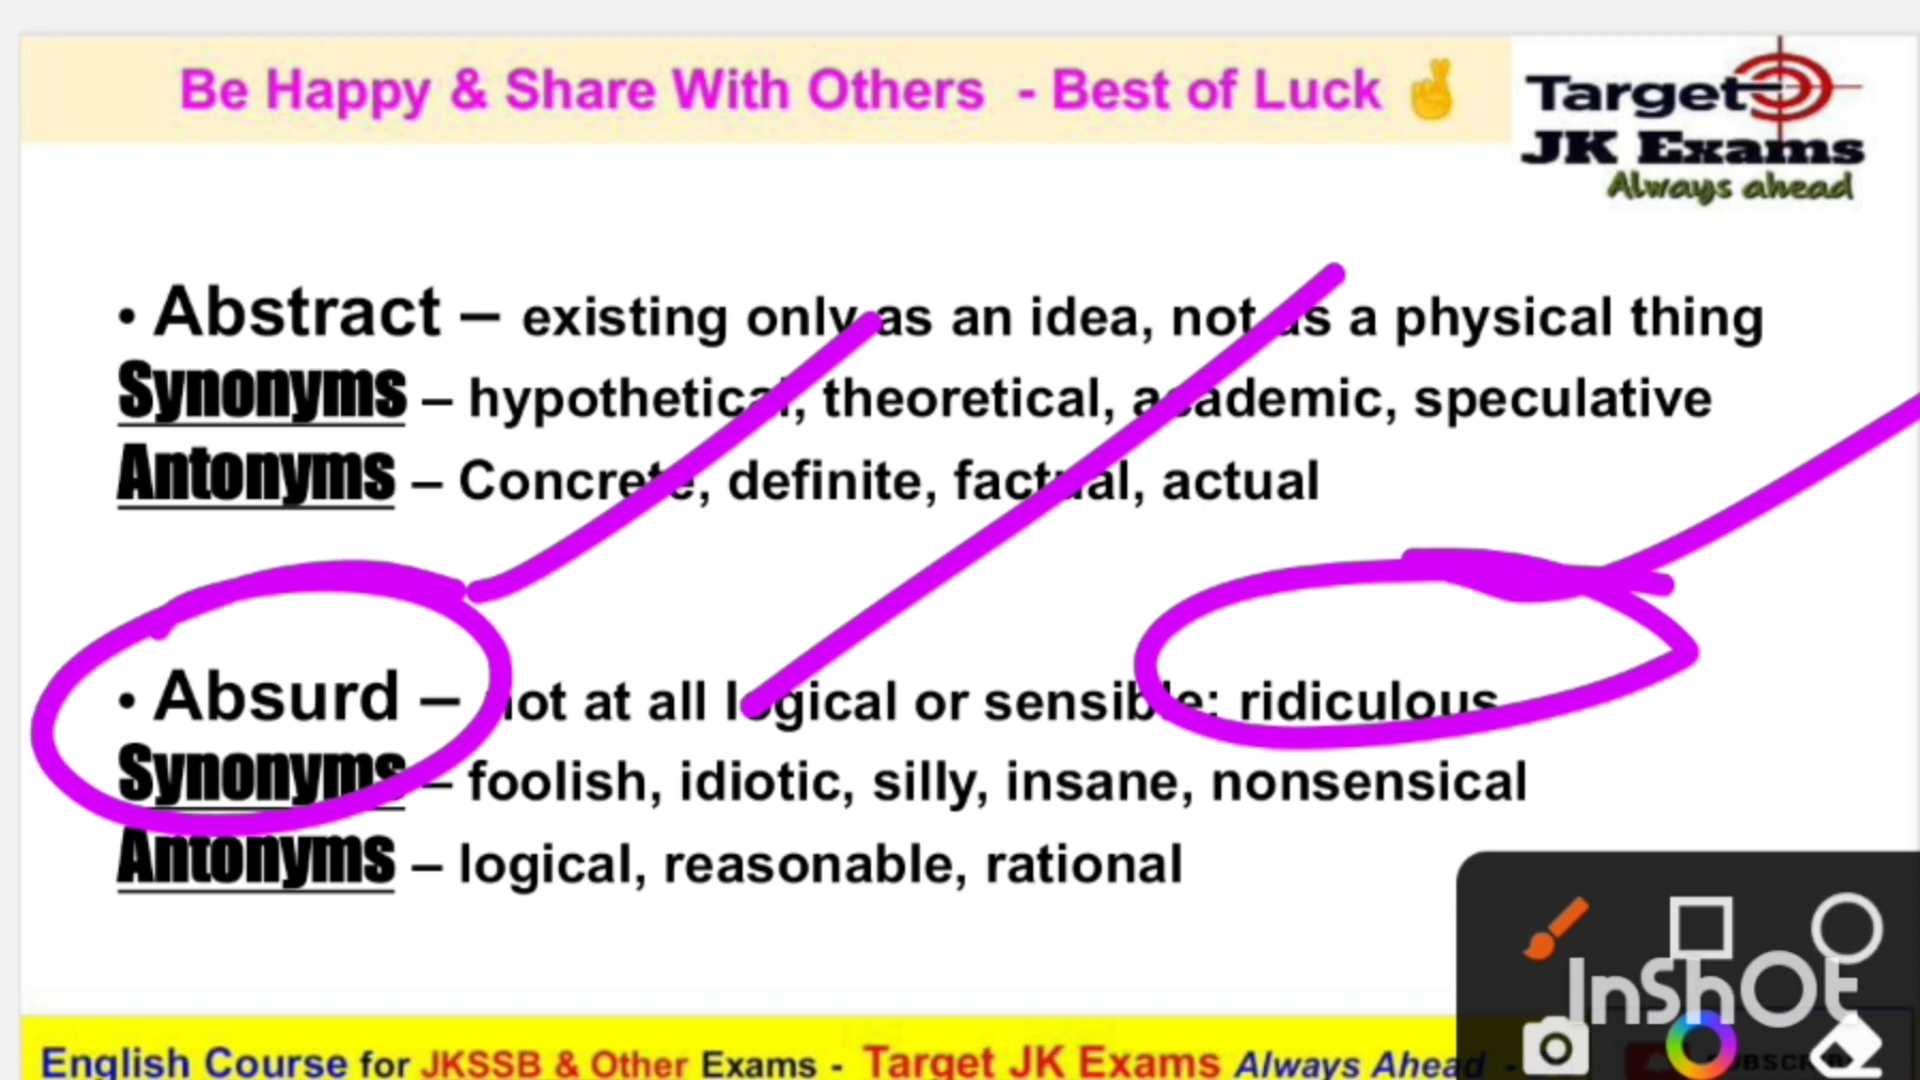 Be Happy & Share With Others - Best of Luck
Target
JK Exams
Always ahead
• Abstract – existing only as an idea, not as a physical thing
Synonyms – hypothetical, theoretical, academic, speculative
Antonyms – Concrete, definite, factual, actual
• Absurd – not at all logical or sensible; ridiculous
Synonyms – foolish, idiotic, silly, insane, nonsensical
Antonyms – logical, reasonable, rational
InShOt
English Course for JKSSB & Other Exams - Target JK Exams Always Ahead -